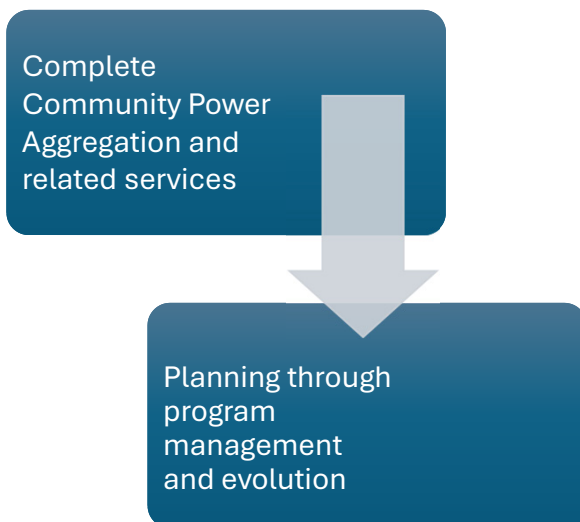 Complete
Community Power
Aggregation and
related services
Planning through
program
management
and evolution